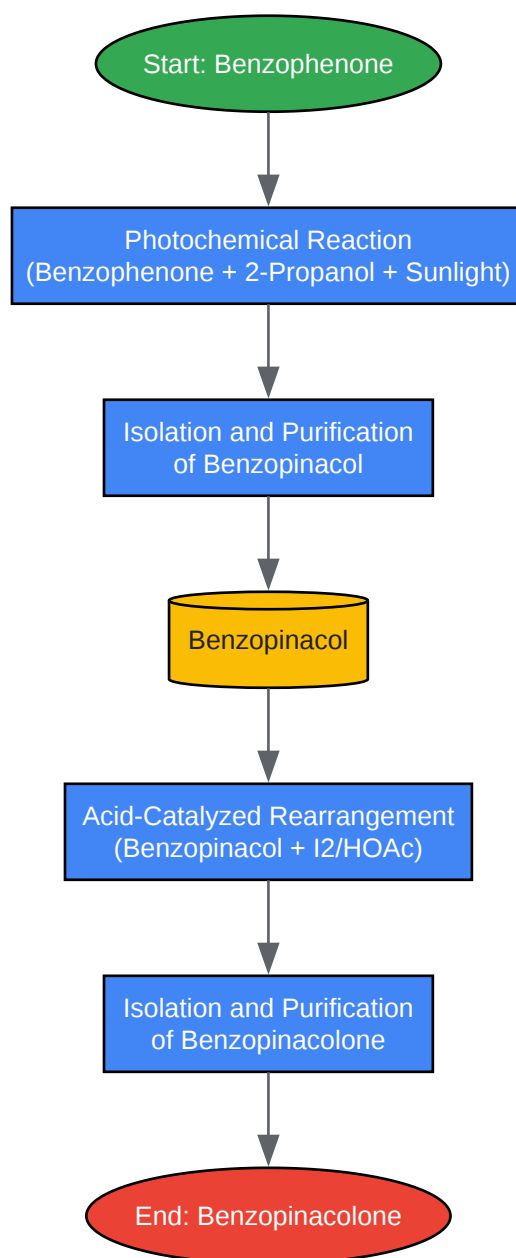 Start: Benzophenone
Photochemical Reaction
(Benzophenone + 2-Propanol + Sunlight)
Isolation and Purification
of Benzopinacol
Benzopinacol
Acid-Catalyzed Rearrangement
(Benzopinacol + I2/HOAc)
Isolation and Purification
of Benzopinacolone
End: Benzopinacolone